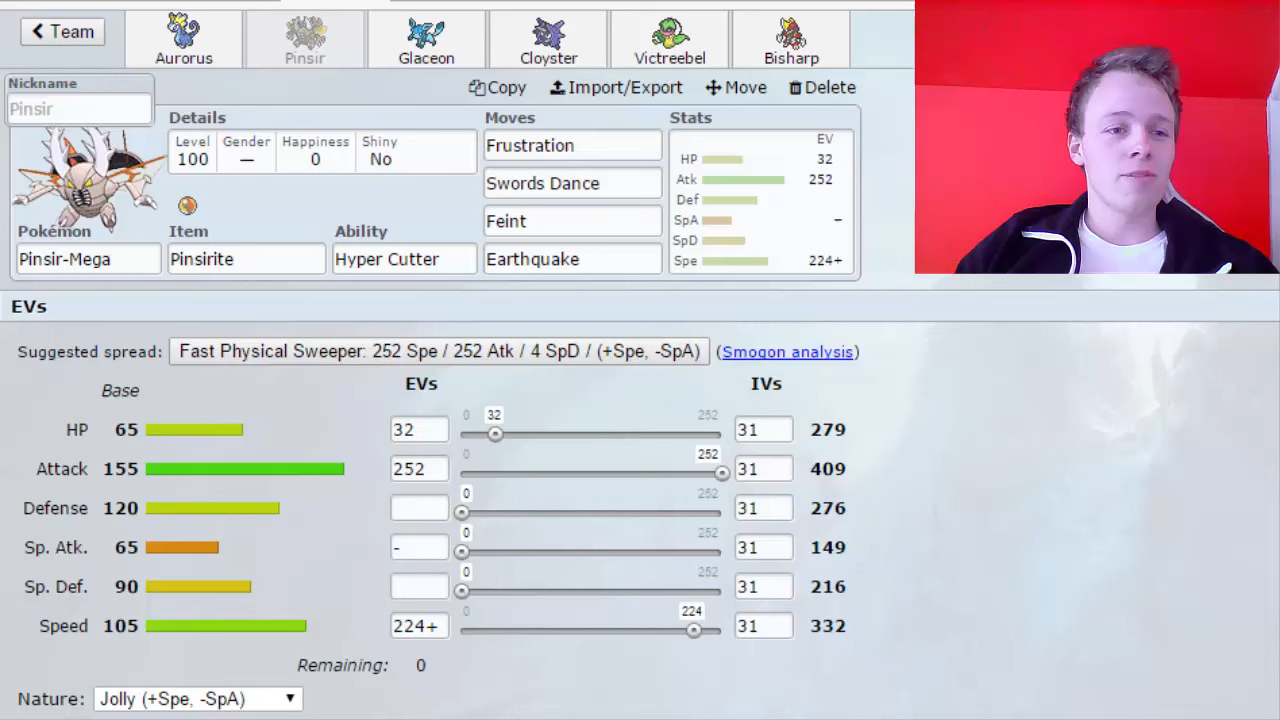 Team
Aurorus
Pinsir
Glaceon
Cloyster
Victreebel
Bisharp
Nickname
Pinsir
Copy
Import/Export
Move
Delete
Details
Level
100
Gender
—
Happiness
0
Shiny
No
Pokémon
Pinsir-Mega
Item
Pinsirite
Ability
Hyper Cutter
Moves
Frustration
Swords Dance
Feint
Earthquake
Stats
EV
HP 32
Atk 252
Def
SpA –
SpD
Spe 224+
EVs
Suggested spread: Fast Physical Sweeper: 252 Spe / 252 Atk / 4 SpD / (+Spe, -SpA) (Smogon analysis)
Base EVs IVs
HP 65 32 0 32 252 31 279
Attack 155 252 0 252 31 409
Defense 120 0 252 31 276
Sp. Atk. 65 - 0 252 31 149
Sp. Def. 90 0 252 31 216
Speed 105 224+ 0 224 252 31 332
Remaining: 0
Nature: Jolly (+Spe, -SpA)